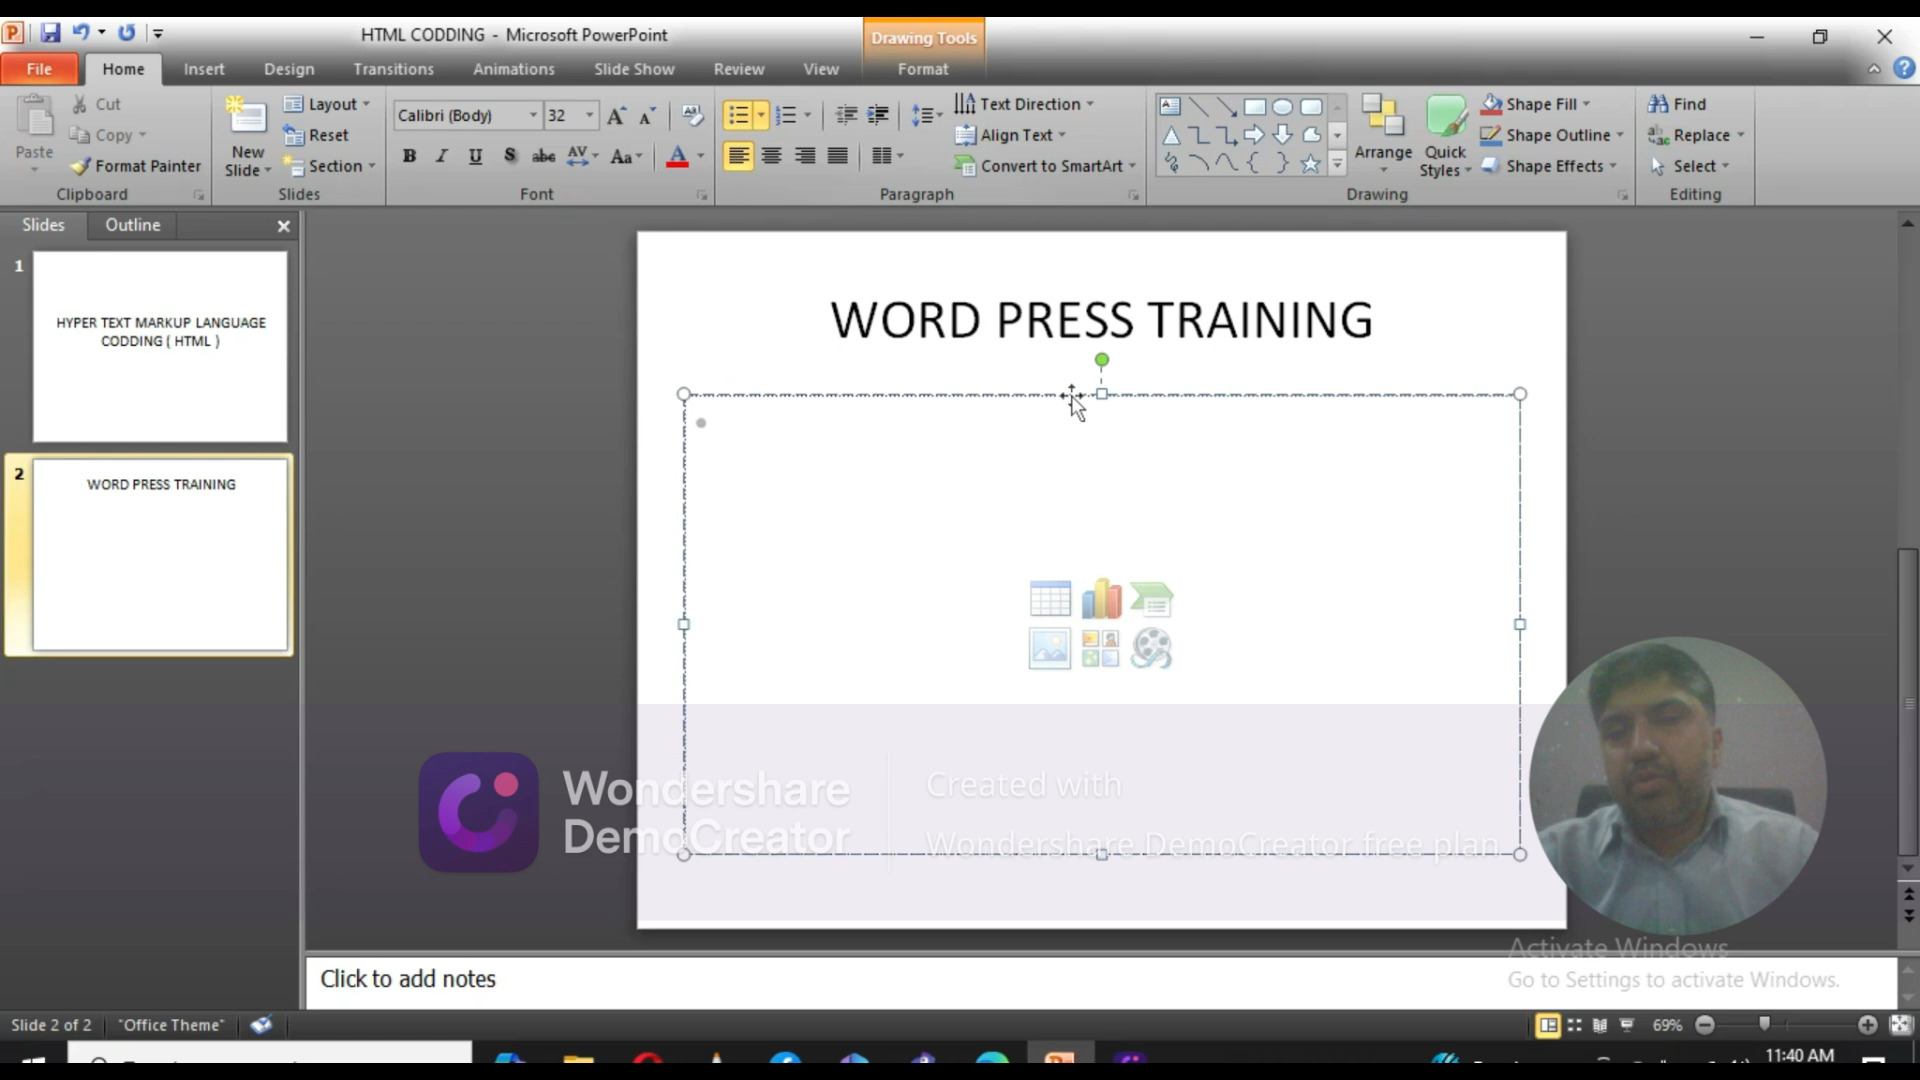 HTML CODDING - Microsoft PowerPoint
Drawing Tools
File Home Insert Design Transitions Animations Slide Show Review View Format
Cut
Copy
Format Painter
Paste
Clipboard
New Slide
Layout
Reset
Section
Slides
Calibri (Body) 32
B I U S abc AV Aa A
Font
Text Direction
Align Text
Convert to SmartArt
Paragraph
Arrange
Quick Styles
Shape Fill
Shape Outline
Shape Effects
Drawing
Find
Replace
Select
Editing
Slides Outline
1
HYPER TEXT MARKUP LANGUAGE
CODDING ( HTML )
2
WORD PRESS TRAINING
WORD PRESS TRAINING
Wondershare
DemoCreator
Created with
Wondershare DemoCreator free plan
Activate Windows
Go to Settings to activate Windows.
Click to add notes
Slide 2 of 2 "Office Theme" 69%
11:40 AM